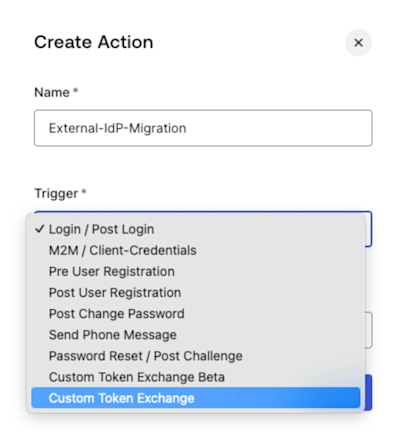 Create Action
Name *
External-IdP-Migration
Trigger *
✓ Login / Post Login
M2M / Client-Credentials
Pre User Registration
Post User Registration
Post Change Password
Send Phone Message
Password Reset / Post Challenge
Custom Token Exchange Beta
Custom Token Exchange